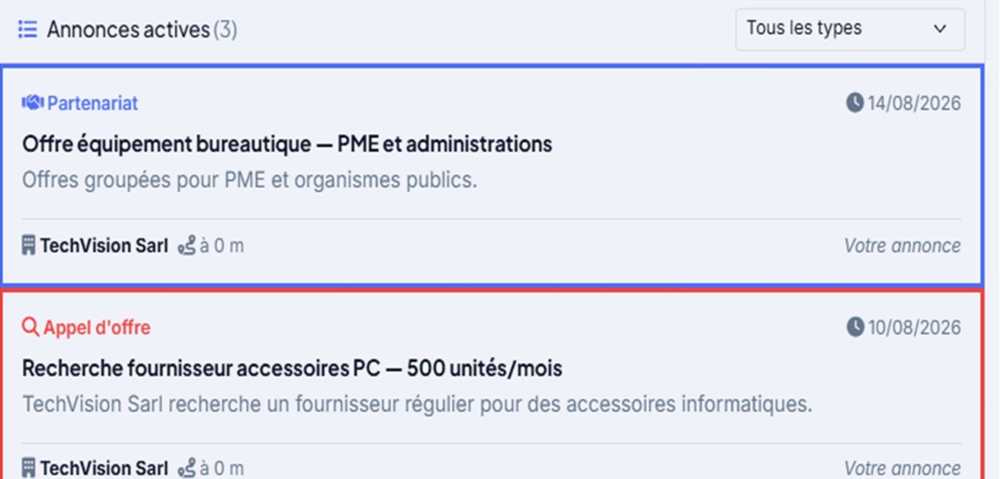 Annonces actives (3)
Tous les types
Partenariat
14/08/2026
Offre équipement bureautique — PME et administrations
Offres groupées pour PME et organismes publics.
TechVision Sarl à 0 m
Votre annonce
Appel d'offre
10/08/2026
Recherche fournisseur accessoires PC — 500 unités/mois
TechVision Sarl recherche un fournisseur régulier pour des accessoires informatiques.
TechVision Sarl à 0 m
Votre annonce